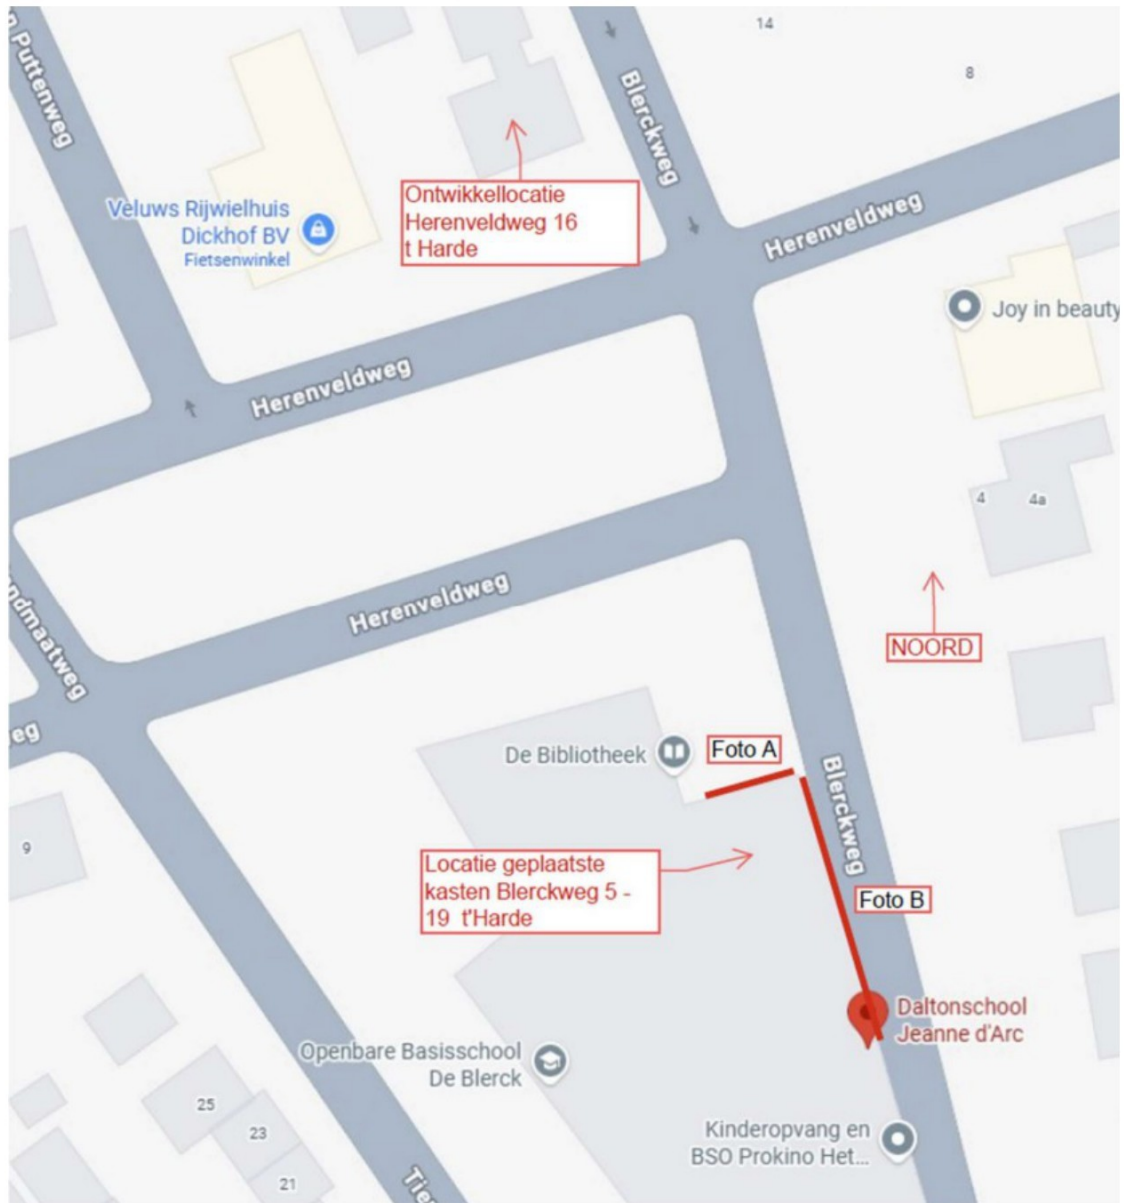 Puttenweg
14
8
Blerckweg
Veluws Rijwielhuis
Dickhof BV
Fietsenwinkel
Ontwikkellocatie
Herenveldweg 16
t Harde
Herenveldweg
Joy in beauty
Herenveldweg
4
4a
Herenveldweg
NOORD
De Bibliotheek
Foto A
Blerckweg
9
Locatie geplaatste
kasten Blerckweg 5 -
19 t'Harde
Foto B
Daltonschool
Jeanne d'Arc
Openbare Basisschool
De Blerck
25
23
21
Kinderopvang en
BSO Prokino Het...